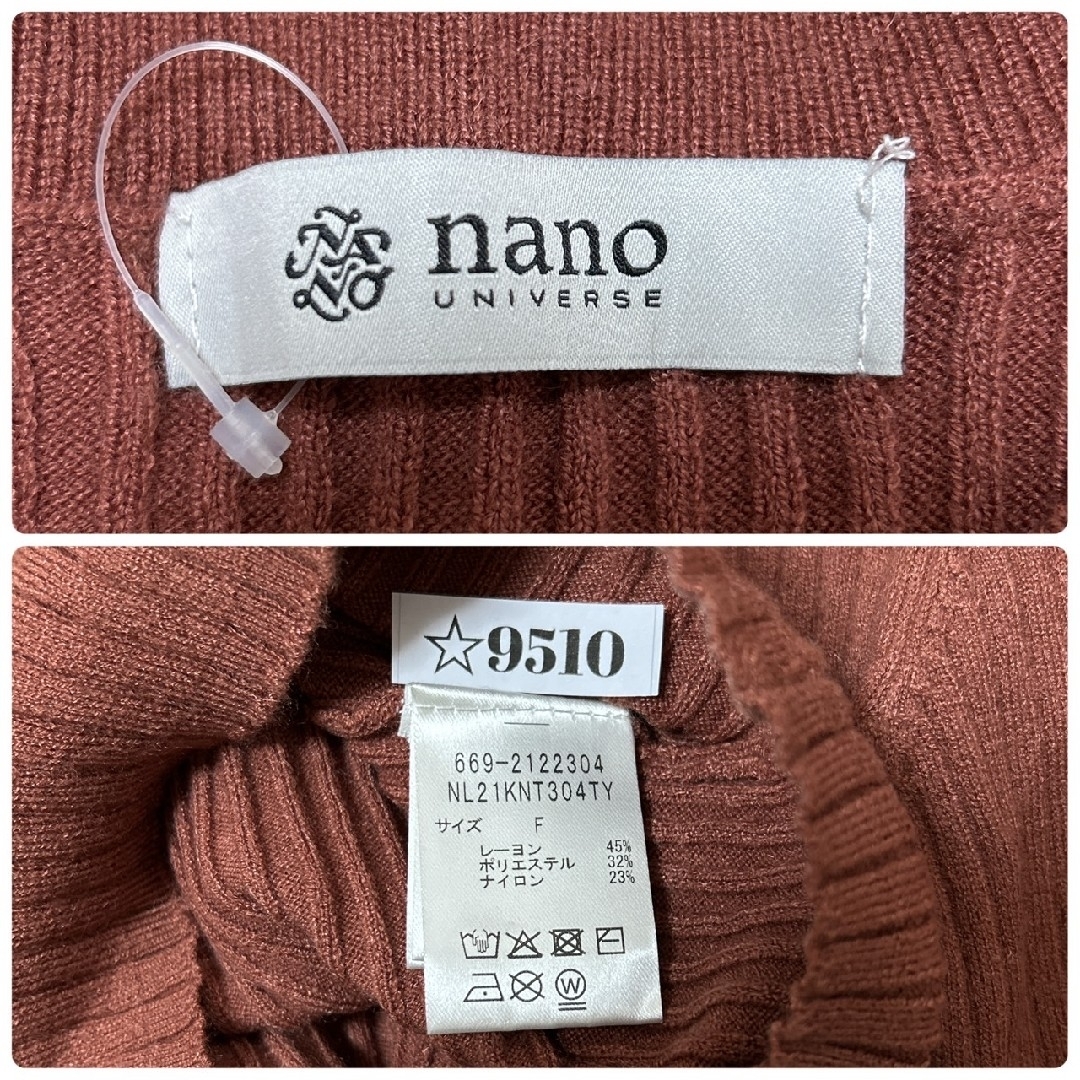 NANO
nano
UNIVERSE
☆9510
669-2122304
NL21KNT304TY
サイズ F
レーヨン 45%
ポリエステル 32%
ナイロン 23%
W